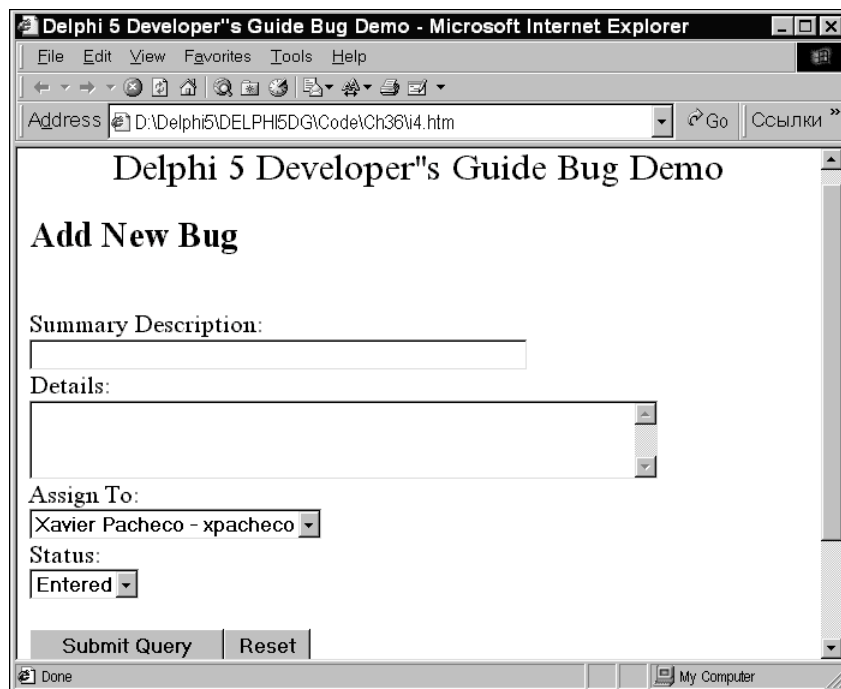 Delphi 5 Developer"s Guide Bug Demo - Microsoft Internet Explorer
File Edit View Favorites Tools Help
Address D:\Delphi5\DELPHI5DG\Code\Ch36\i4.htm Go Ссылки »
Delphi 5 Developer"s Guide Bug Demo
Add New Bug
Summary Description:
Details:
Assign To:
Xavier Pacheco - xpacheco
Status:
Entered
Submit Query Reset
Done My Computer